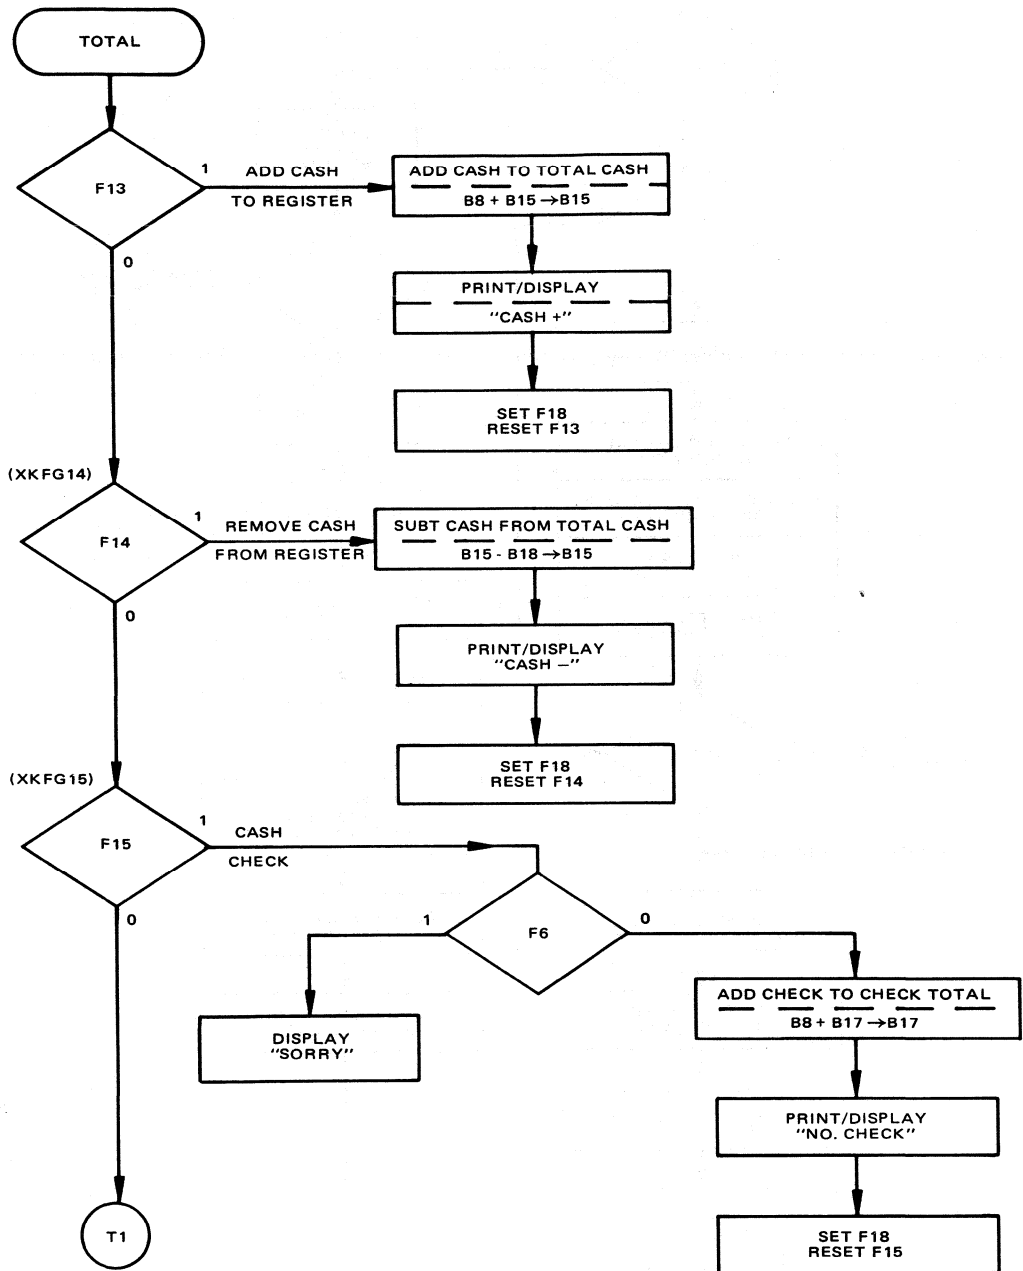 TOTAL
F13
1
ADD CASH
TO REGISTER
ADD CASH TO TOTAL CASH
B8 + B15 →B15
0
PRINT/DISPLAY
"CASH +"
SET F18
RESET F13
(XKFG14)
F14
1
REMOVE CASH
FROM REGISTER
SUBT CASH FROM TOTAL CASH
B15 - B18 →B15
0
PRINT/DISPLAY
"CASH –"
SET F18
RESET F14
(XKFG15)
F15
1
CASH
CHECK
0
F6
1
0
DISPLAY
"SORRY"
ADD CHECK TO CHECK TOTAL
B8 + B17 →B17
PRINT/DISPLAY
"NO. CHECK"
SET F18
RESET F15
T1